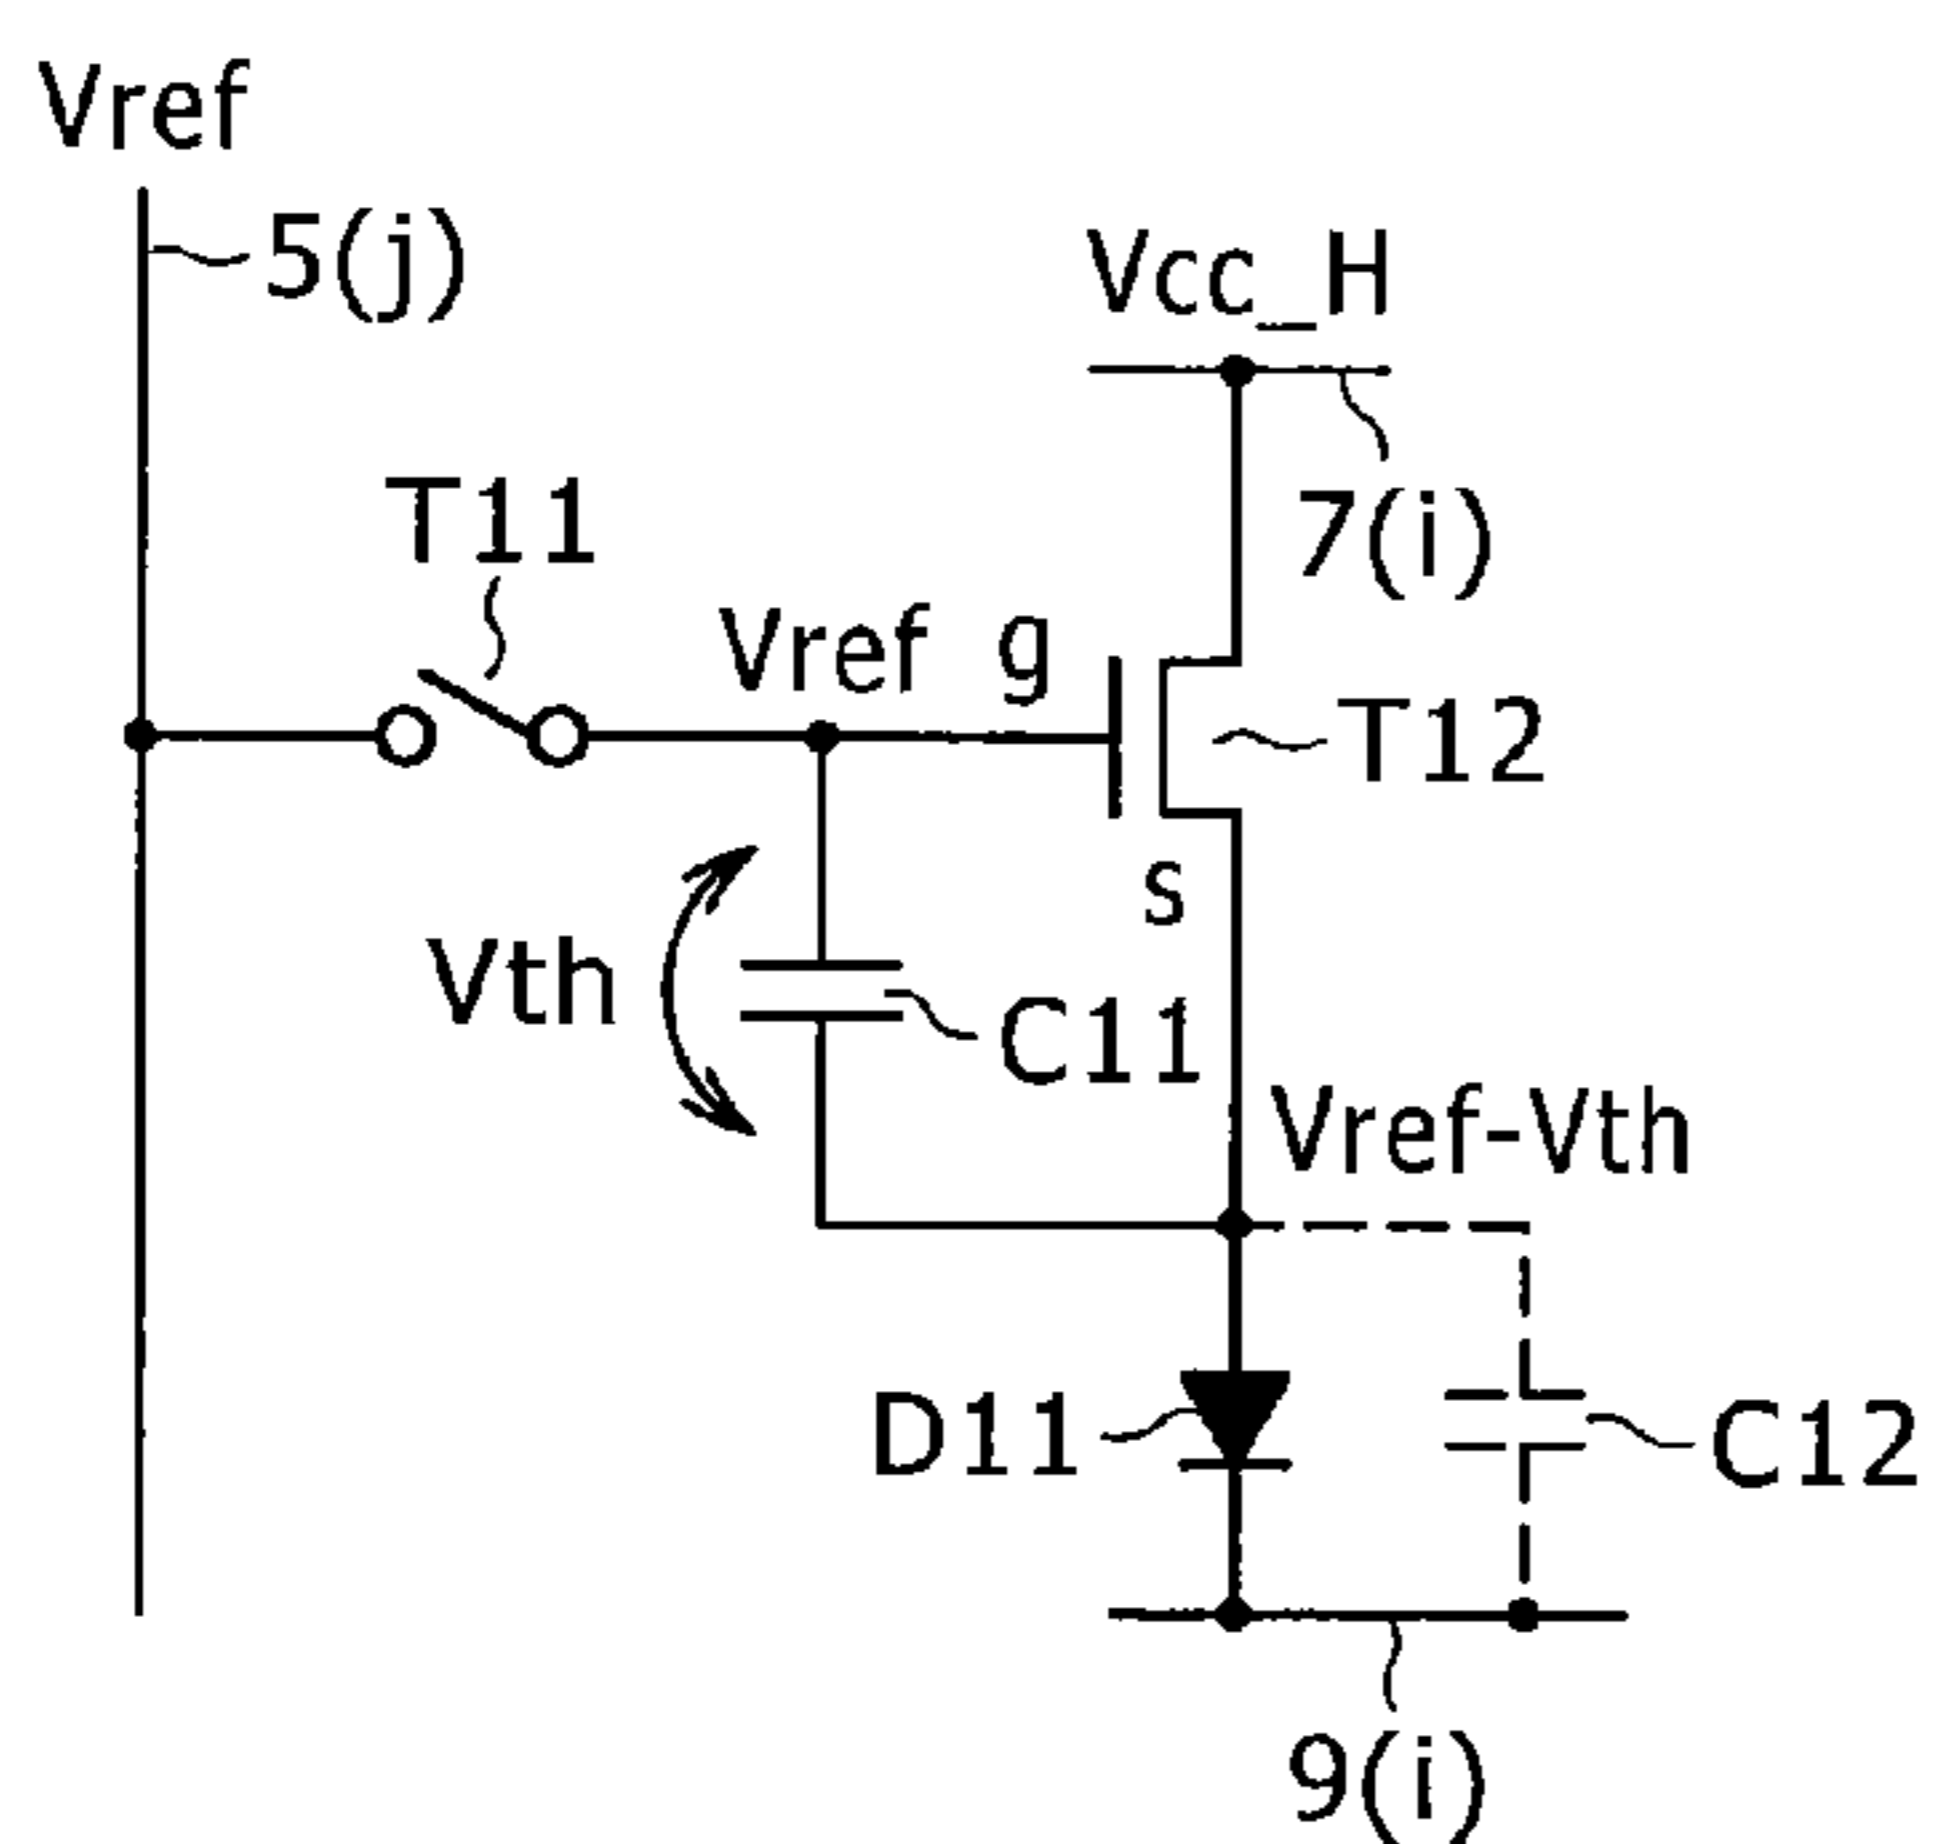 Vref
5(j)
Vcc_H
7(i)
T11
Vref g
T12
s
Vth
C11
Vref-Vth
D11
C12
9(i)